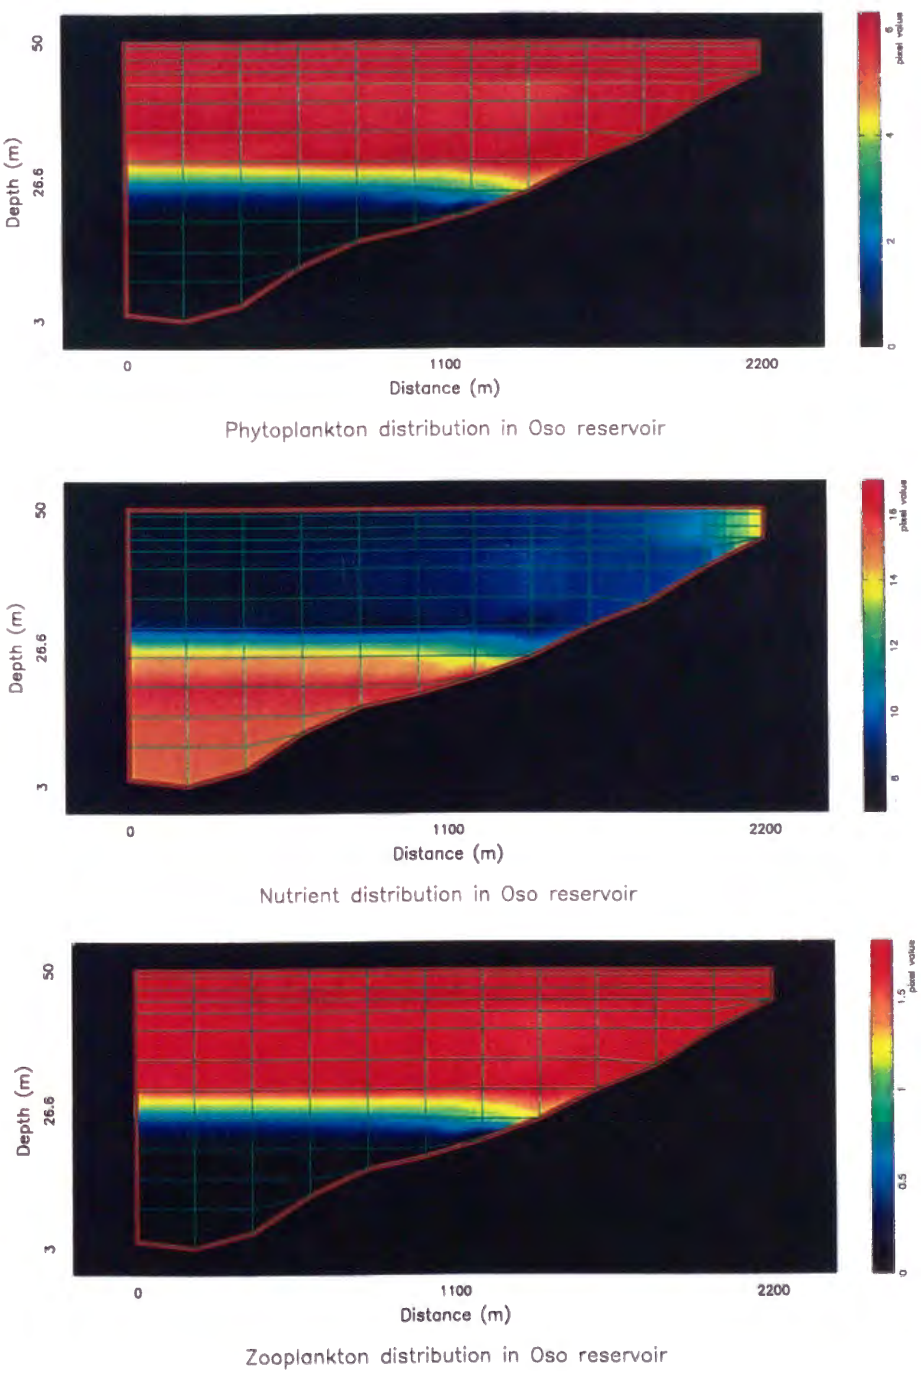 50
26.6
3
Depth (m)
0
1100
2200
Distance (m)
6
4
2
0
pixel value
Phytoplankton distribution in Oso reservoir
50
26.6
3
Depth (m)
0
1100
2200
Distance (m)
16
14
12
10
8
pixel value
Nutrient distribution in Oso reservoir
50
26.6
3
Depth (m)
0
1100
2200
Distance (m)
1.5
1
0.5
0
pixel value
Zooplankton distribution in Oso reservoir